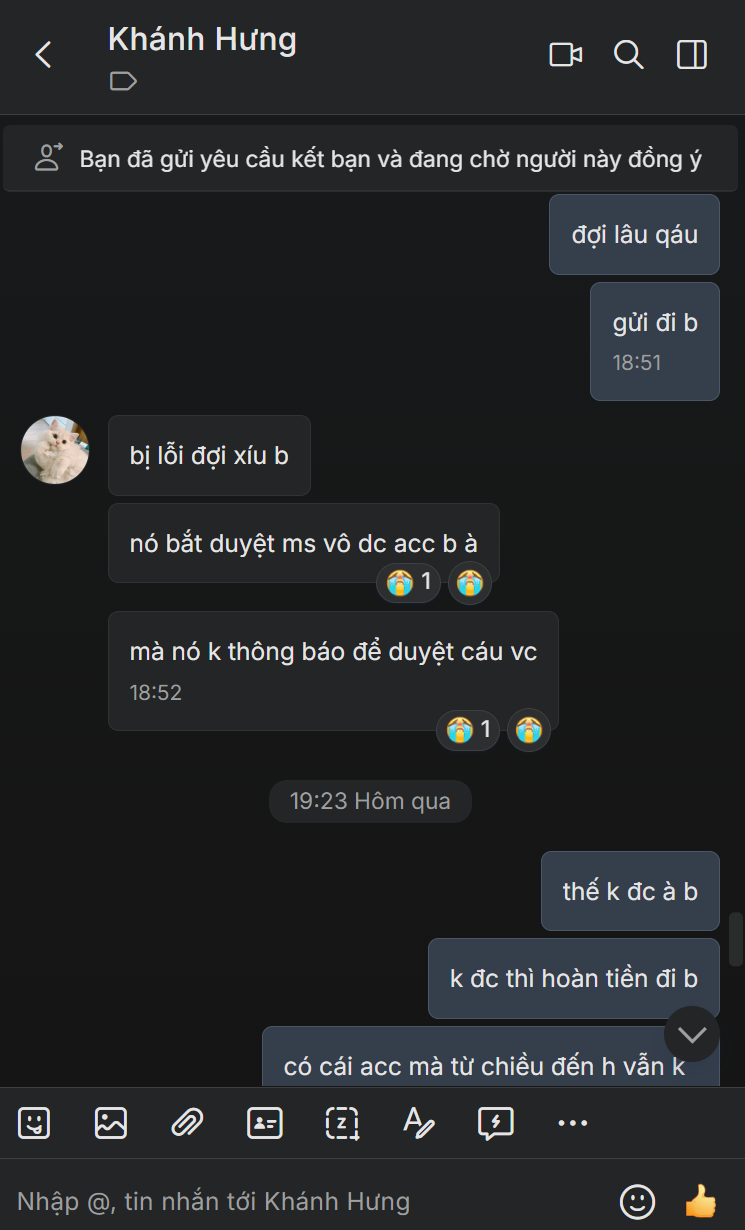 Khánh Hưng
Bạn đã gửi yêu cầu kết bạn và đang chờ người này đồng ý
đợi lâu qáu
gửi đi b
18:51
bị lỗi đợi xíu b
nó bắt duyệt ms vô dc acc b à
1
mà nó k thông báo để duyệt cáu vc
18:52
1
19:23 Hôm qua
thế k đc à b
k đc thì hoàn tiền đi b
có cái acc mà từ chiều đến h vẫn k
Nhập @, tin nhắn tới Khánh Hưng